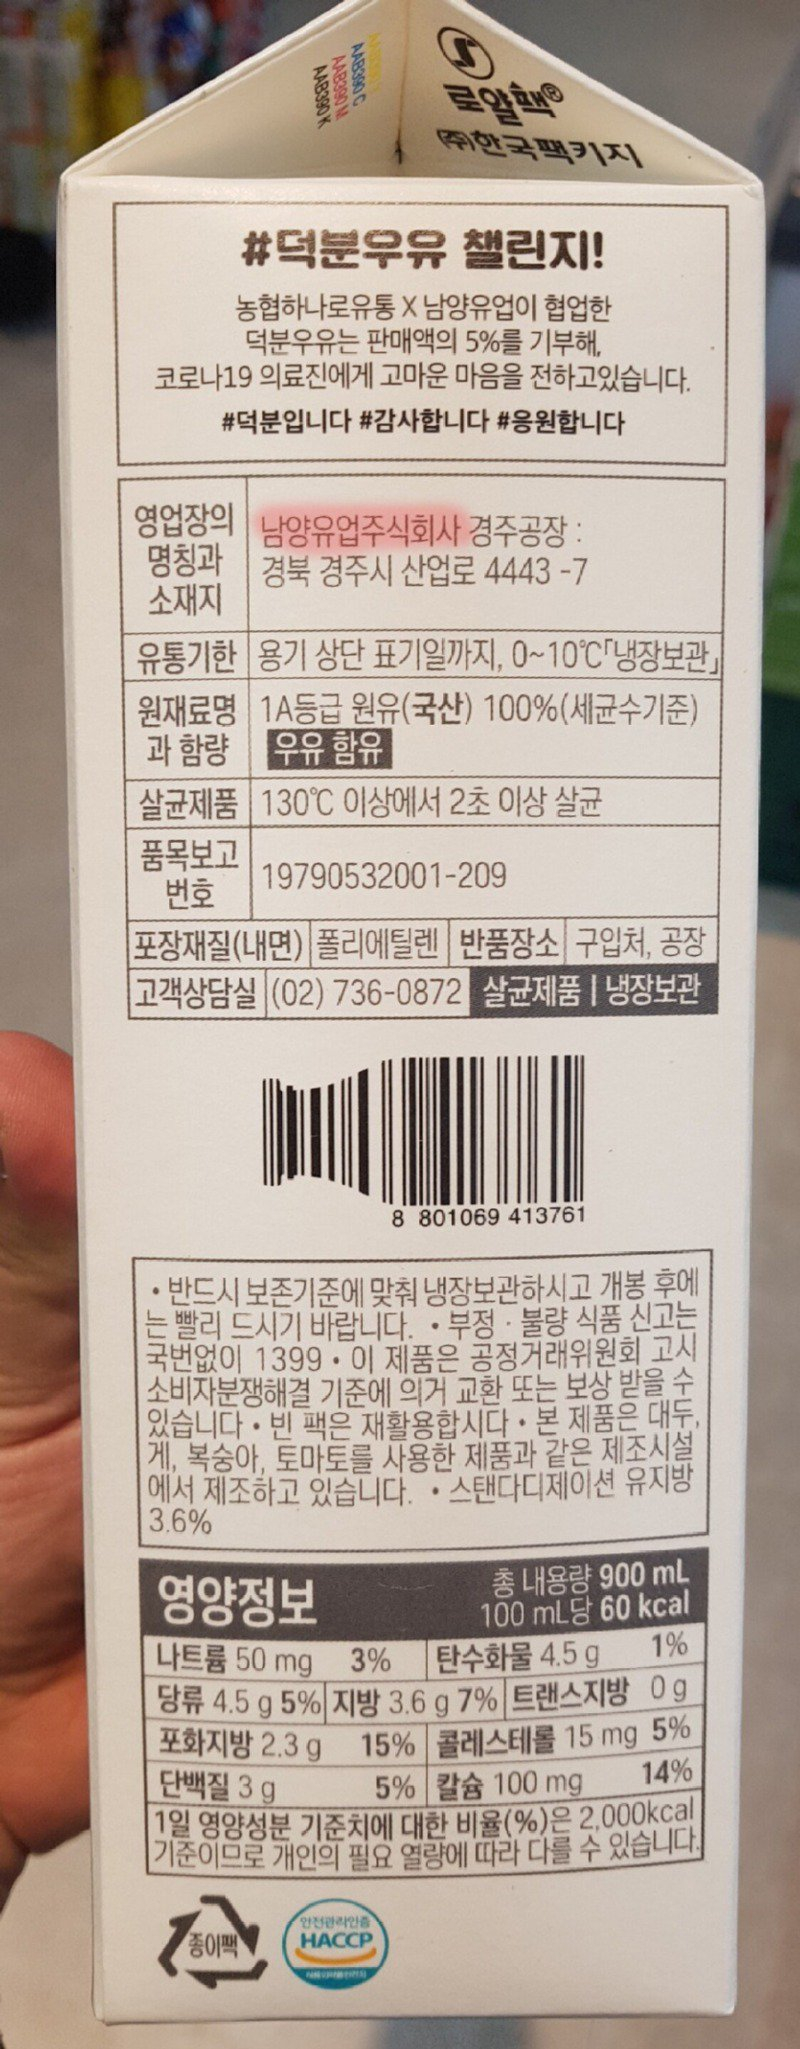 AAB390 C
AAB390 M
AAB390 K
로얄팩®
㈜한국팩키지
#덕분우유 챌린지!
농협하나로유통 X 남양유업이 협업한
덕분우유는 판매액의 5%를 기부해,
코로나19 의료진에게 고마운 마음을 전하고있습니다.
#덕분입니다 #감사합니다 #응원합니다
영업장의 명칭과 소재지
남양유업주식회사 경주공장 :
경북 경주시 산업로 4443 -7
유통기한 용기 상단 표기일까지, 0~10℃「냉장보관」
원재료명과 함량
1A등급 원유(국산) 100%(세균수기준)
우유 함유
살균제품 130℃ 이상에서 2초 이상 살균
품목보고번호 19790532001-209
포장재질(내면) 폴리에틸렌 반품장소 구입처, 공장
고객상담실 (02) 736-0872 살균제품 | 냉장보관
8 801069 413761
• 반드시 보존기준에 맞춰 냉장보관하시고 개봉 후에
는 빨리 드시기 바랍니다. • 부정 · 불량 식품 신고는
국번없이 1399 • 이 제품은 공정거래위원회 고시
소비자분쟁해결 기준에 의거 교환 또는 보상 받을 수
있습니다 • 빈 팩은 재활용합시다 • 본 제품은 대두,
게, 복숭아, 토마토를 사용한 제품과 같은 제조시설
에서 제조하고 있습니다. • 스탠다디제이션 유지방
3.6%
영양정보
총 내용량 900 mL
100 mL당 60 kcal
나트륨 50 mg 3% 탄수화물 4.5 g 1%
당류 4.5 g 5% 지방 3.6 g 7% 트랜스지방 0 g
포화지방 2.3 g 15% 콜레스테롤 15 mg 5%
단백질 3 g 5% 칼슘 100 mg 14%
1일 영양성분 기준치에 대한 비율(%)은 2,000kcal
기준이므로 개인의 필요 열량에 따라 다를 수 있습니다.
종이팩
안전관리인증
HACCP